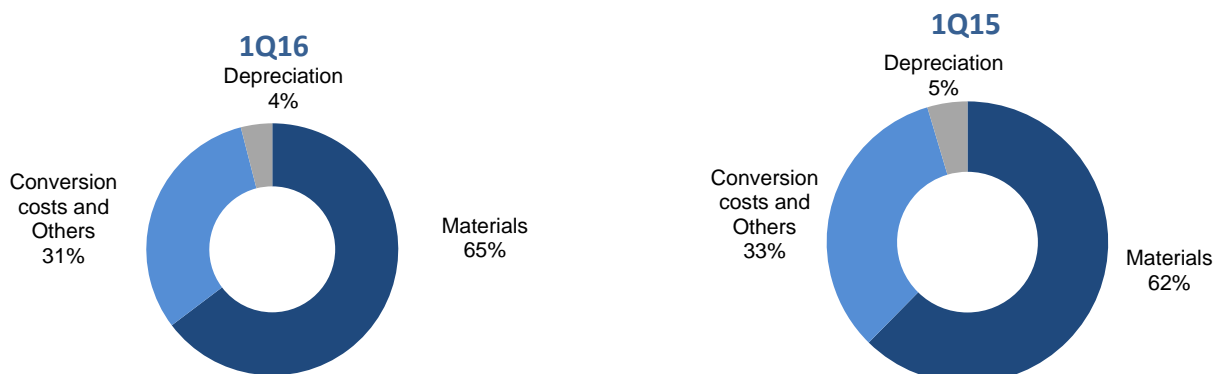 1Q16
Depreciation
4%
Conversion
costs and
Others
31%
Materials
65%
1Q15
Depreciation
5%
Conversion
costs and
Others
33%
Materials
62%